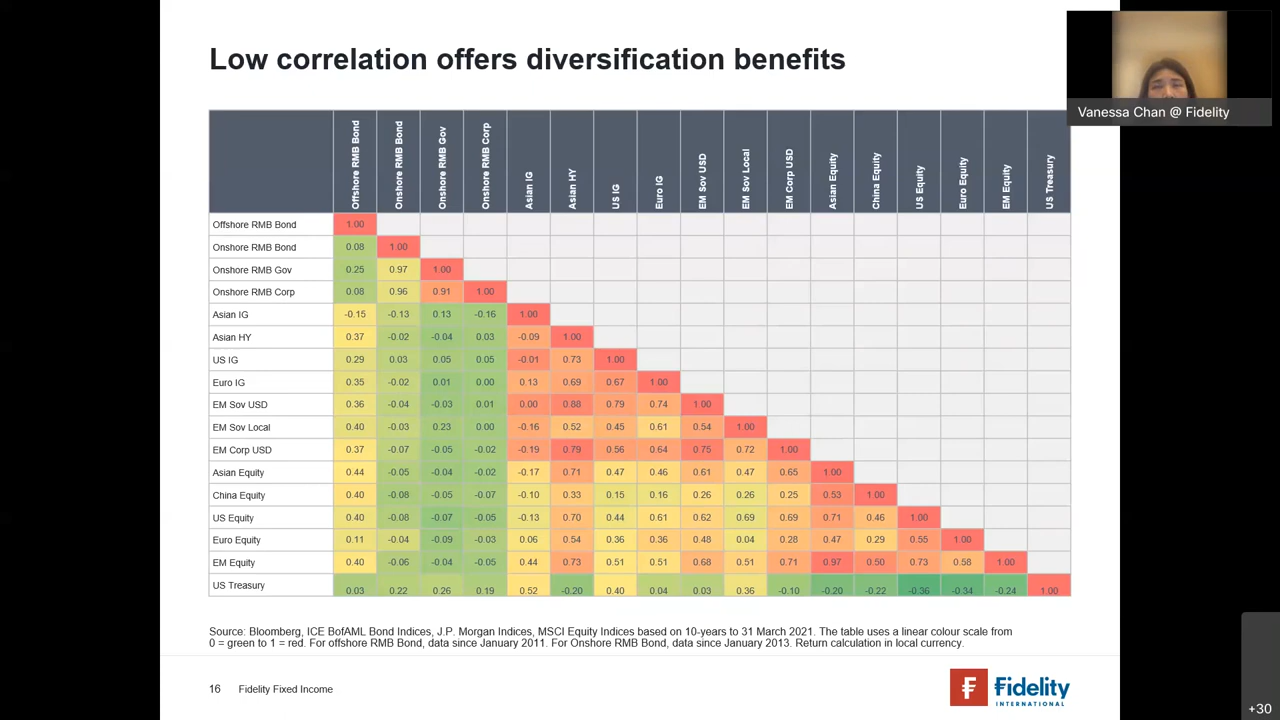 Low correlation offers diversification benefits
Vanessa Chan @ Fidelity
Offshore RMB Bond
Onshore RMB Bond
Onshore RMB Gov
Onshore RMB Corp
Asian IG
Asian HY
US IG
Euro IG
EM Sov USD
EM Sov Local
EM Corp USD
Asian Equity
China Equity
US Equity
Euro Equity
EM Equity
US Treasury
Offshore RMB Bond 1.00
Onshore RMB Bond 0.08 1.00
Onshore RMB Gov 0.25 0.97 1.00
Onshore RMB Corp 0.08 0.96 0.91 1.00
Asian IG -0.15 -0.13 0.13 -0.16 1.00
Asian HY 0.37 -0.02 -0.04 0.03 -0.09 1.00
US IG 0.29 0.03 0.05 0.05 -0.01 0.73 1.00
Euro IG 0.35 -0.02 0.01 0.00 0.13 0.69 0.67 1.00
EM Sov USD 0.36 -0.04 -0.03 0.01 0.00 0.88 0.79 0.74 1.00
EM Sov Local 0.40 -0.03 0.23 0.00 -0.16 0.52 0.45 0.61 0.54 1.00
EM Corp USD 0.37 -0.07 -0.05 -0.02 -0.19 0.79 0.56 0.64 0.75 0.72 1.00
Asian Equity 0.44 -0.05 -0.04 -0.02 -0.17 0.71 0.47 0.46 0.61 0.47 0.65 1.00
China Equity 0.40 -0.08 -0.05 -0.07 -0.10 0.33 0.15 0.16 0.26 0.26 0.25 0.53 1.00
US Equity 0.40 -0.08 -0.07 -0.05 -0.13 0.70 0.44 0.61 0.62 0.69 0.69 0.71 0.46 1.00
Euro Equity 0.11 -0.04 -0.09 -0.03 0.06 0.54 0.36 0.36 0.48 0.04 0.28 0.47 0.29 0.55 1.00
EM Equity 0.40 -0.06 -0.04 -0.05 0.44 0.73 0.51 0.51 0.68 0.51 0.71 0.97 0.50 0.73 0.58 1.00
US Treasury 0.03 0.22 0.26 0.19 0.52 -0.20 0.40 0.04 0.03 0.36 -0.10 -0.20 -0.22 -0.36 -0.34 -0.24 1.00
Source: Bloomberg, ICE BofAML Bond Indices, J.P. Morgan Indices, MSCI Equity Indices based on 10-years to 31 March 2021. The table uses a linear colour scale from
0 = green to 1 = red. For offshore RMB Bond, data since January 2011. For Onshore RMB Bond, data since January 2013. Return calculation in local currency.
16 Fidelity Fixed Income
Fidelity
INTERNATIONAL
+30